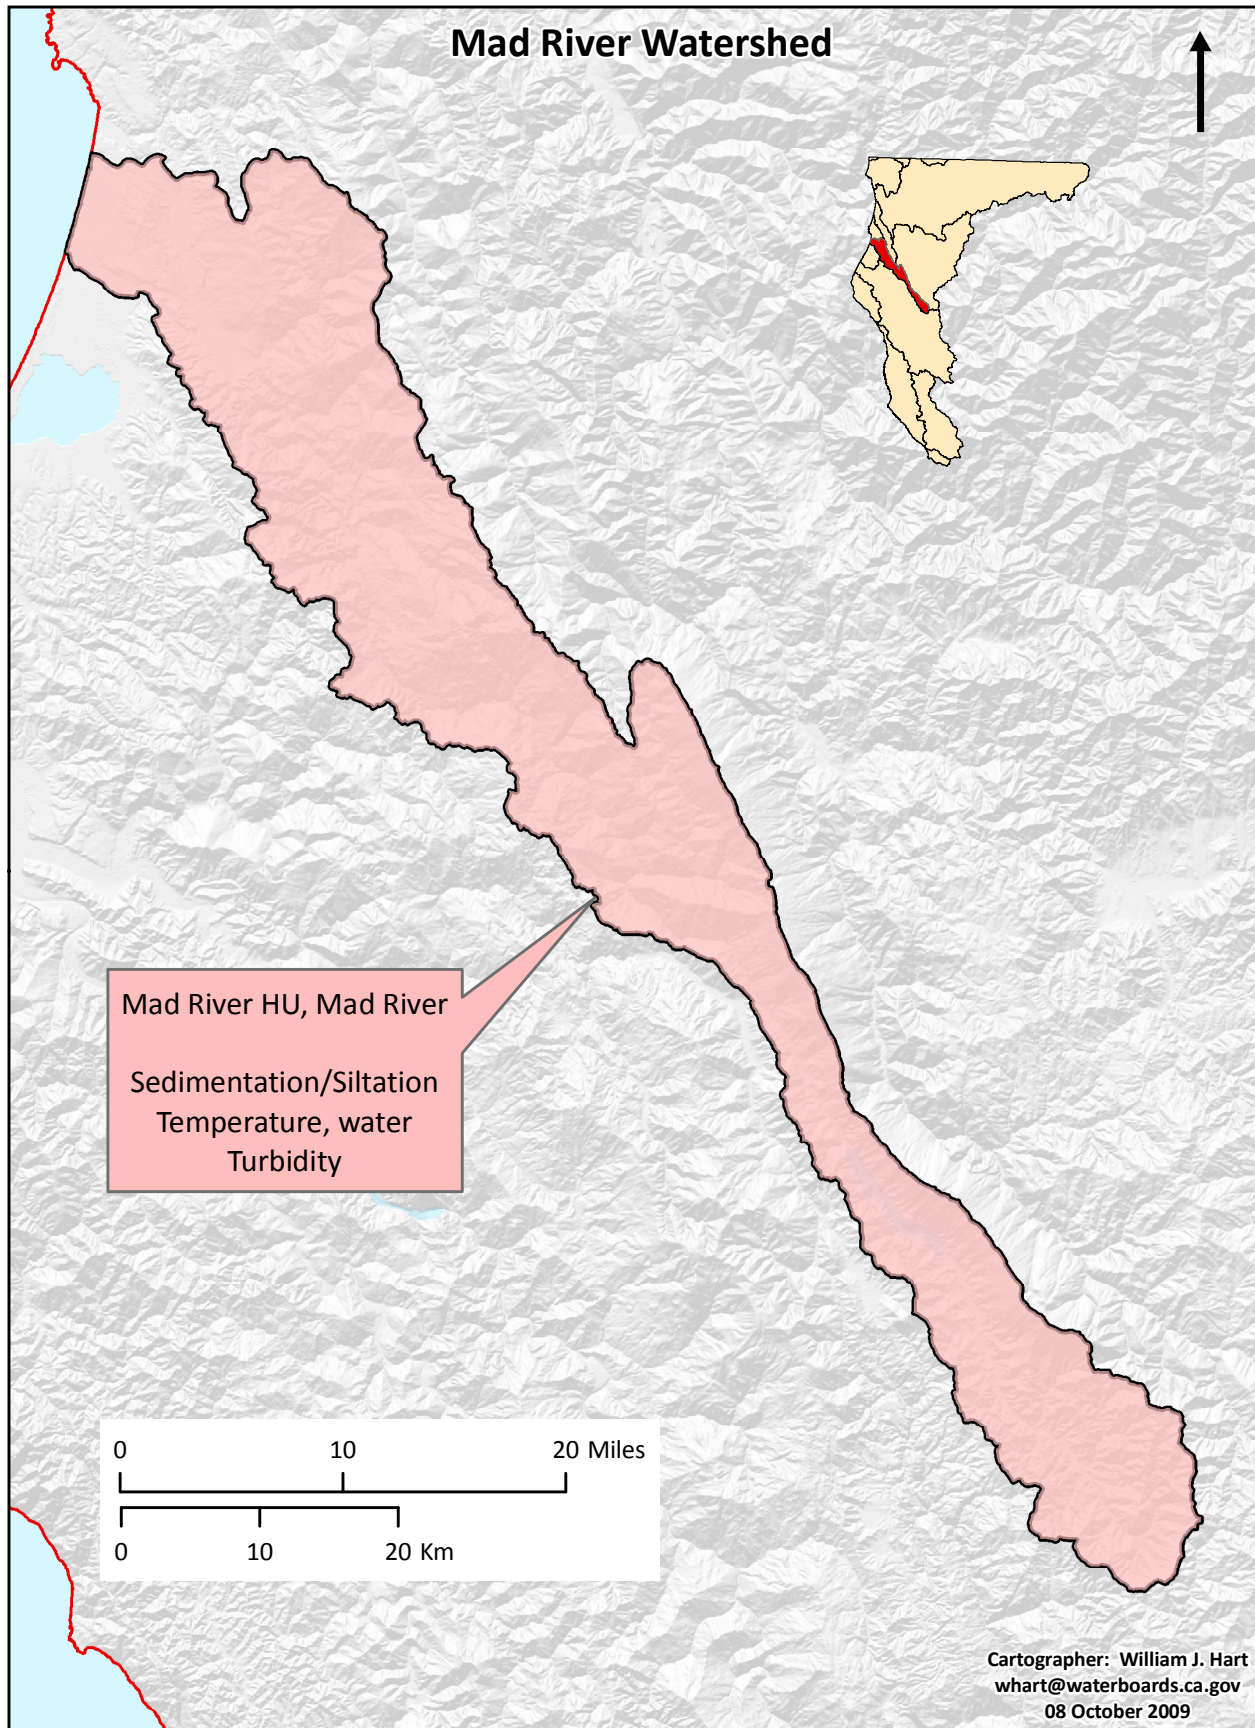 Mad River Watershed
Mad River HU, Mad River
Sedimentation/Siltation
Temperature, water
Turbidity
0 10 20 Miles
0 10 20 Km
Cartographer: William J. Hart
whart@waterboards.ca.gov
08 October 2009